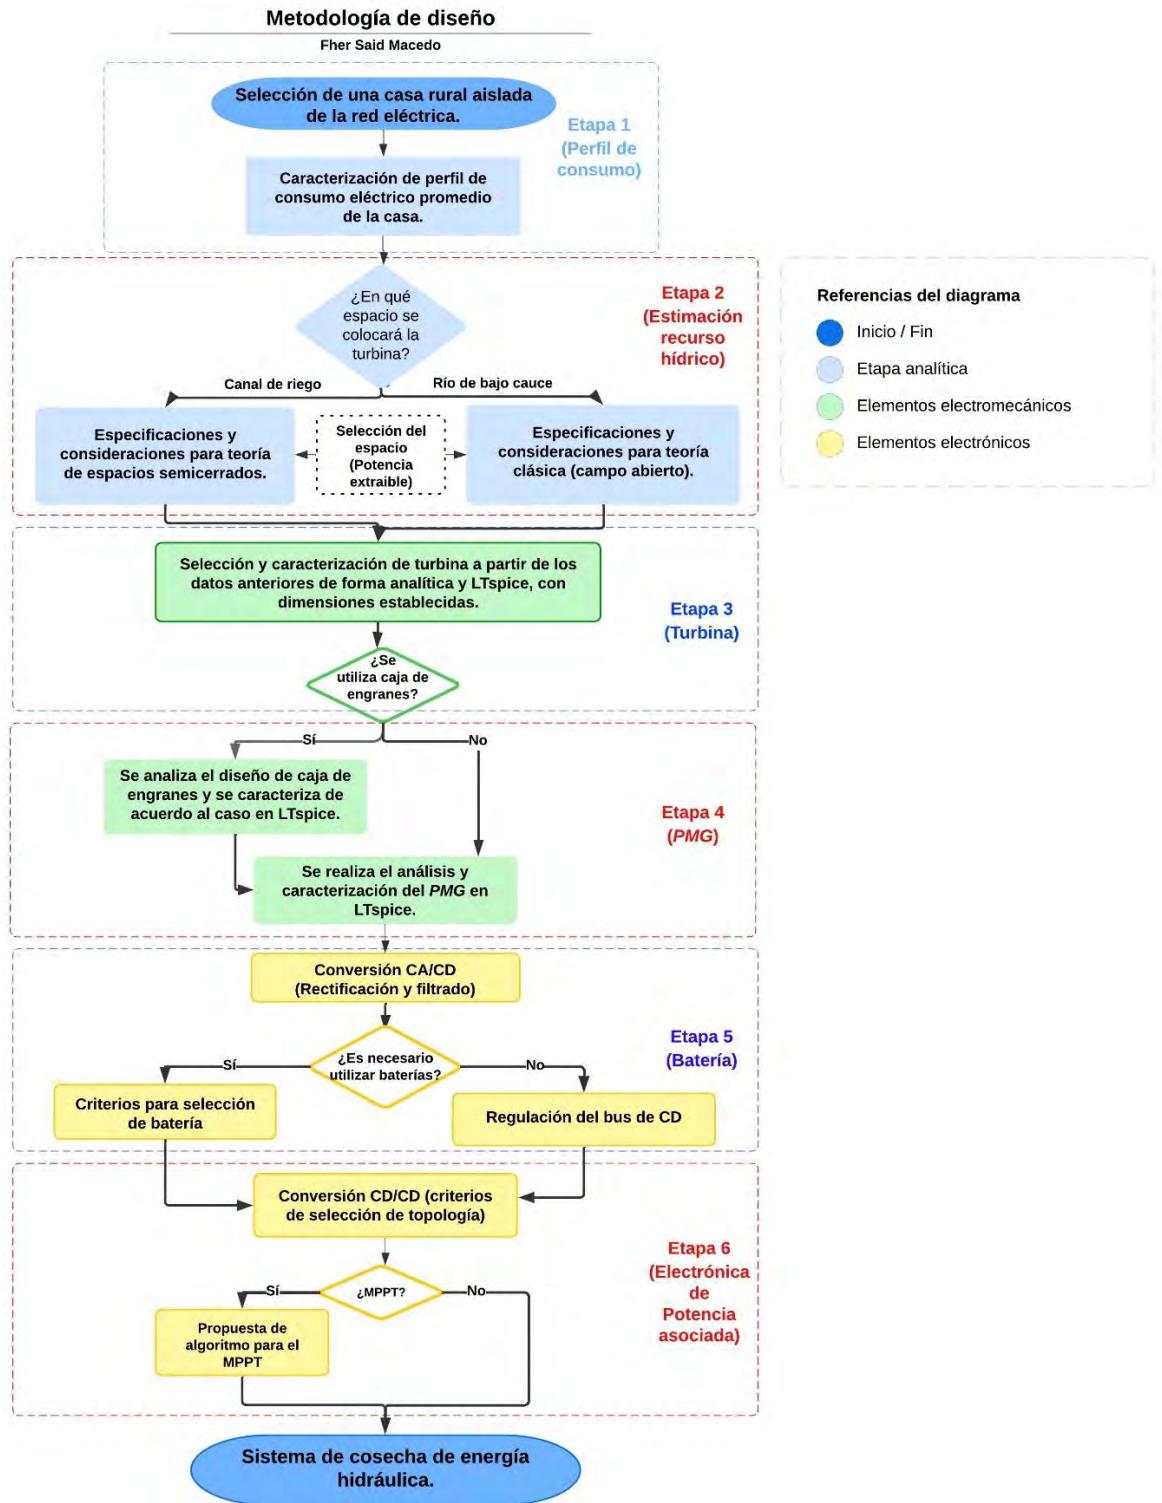 Metodología de diseño
Fher Said Macedo
Selección de una casa rural aislada
de la red eléctrica.
Etapa 1
(Perfil de
consumo)
Caracterización de perfil de
consumo eléctrico promedio
de la casa.
¿En qué
espacio se
colocará la
turbina?
Etapa 2
(Estimación
recurso
hídrico)
Referencias del diagrama
Inicio / Fin
Etapa analítica
Elementos electromecánicos
Elementos electrónicos
Canal de riego
Río de bajo cauce
Especificaciones y
consideraciones para teoría
de espacios semicerrados.
Selección del
espacio
(Potencia
extraible)
Especificaciones y
consideraciones para teoría
clásica (campo abierto).
Selección y caracterización de turbina a partir de los
datos anteriores de forma analítica y LTspice, con
dimensiones establecidas.
Etapa 3
(Turbina)
¿Se
utiliza caja de
engranes?
Sí
No
Se analiza el diseño de caja de
engranes y se caracteriza de
acuerdo al caso en LTspice.
Etapa 4
(PMG)
Se realiza el análisis y
caracterización del PMG en
LTspice.
Conversión CA/CD
(Rectificación y filtrado)
¿Es necesario
utilizar baterías?
Etapa 5
(Batería)
Sí
No
Criterios para selección
de batería
Regulación del bus de CD
Conversión CD/CD (criterios
de selección de topología)
Etapa 6
(Electrónica
de
Potencia
asociada)
¿MPPT?
Sí
No
Propuesta de
algoritmo para el
MPPT
Sistema de cosecha de energía
hidráulica.